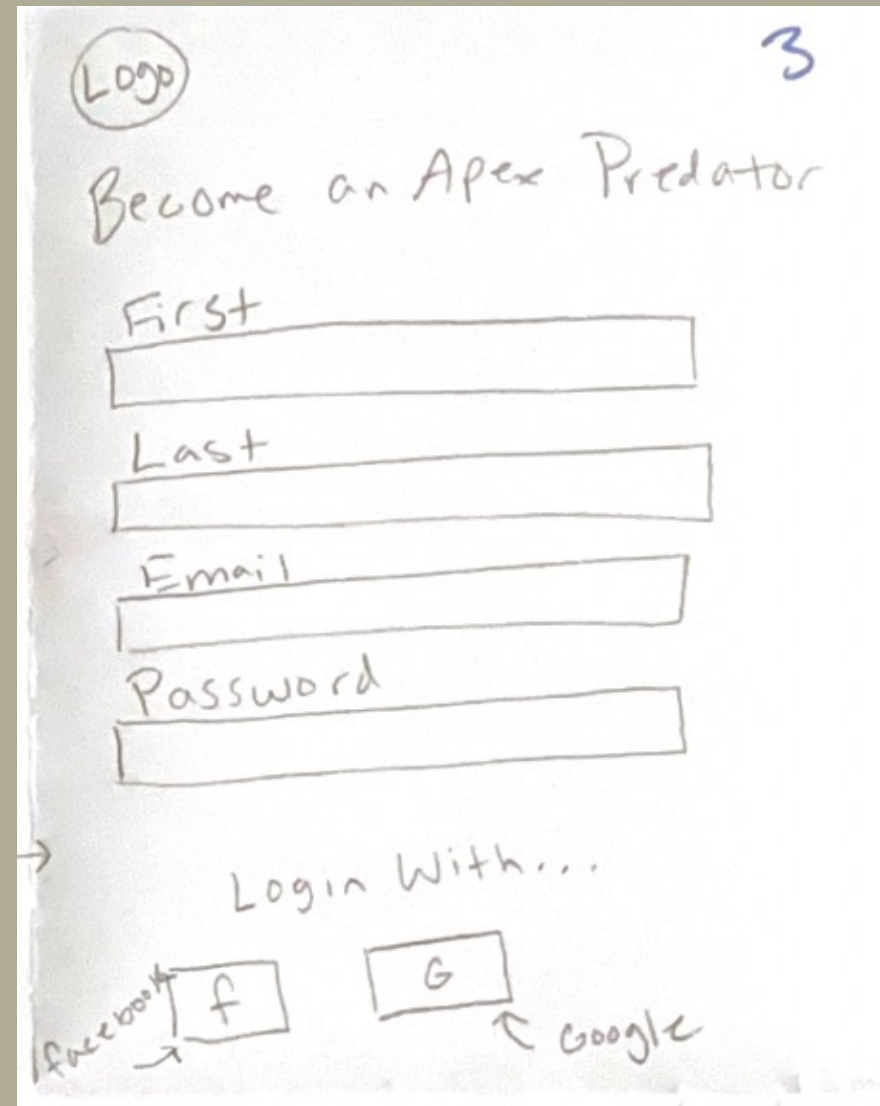 Logo
3
Become an Apex Predator
First
Last
Email
Password
Login With...
facebook
f
G
Google